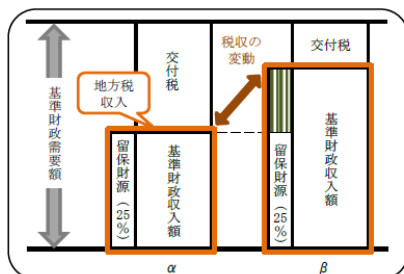 基準財政需要額
交付税
税収の
変動
交付税
地方税
収入
留保財源（25％）
基準財政収入額
留保財源（25％）
基準財政収入額
α
β